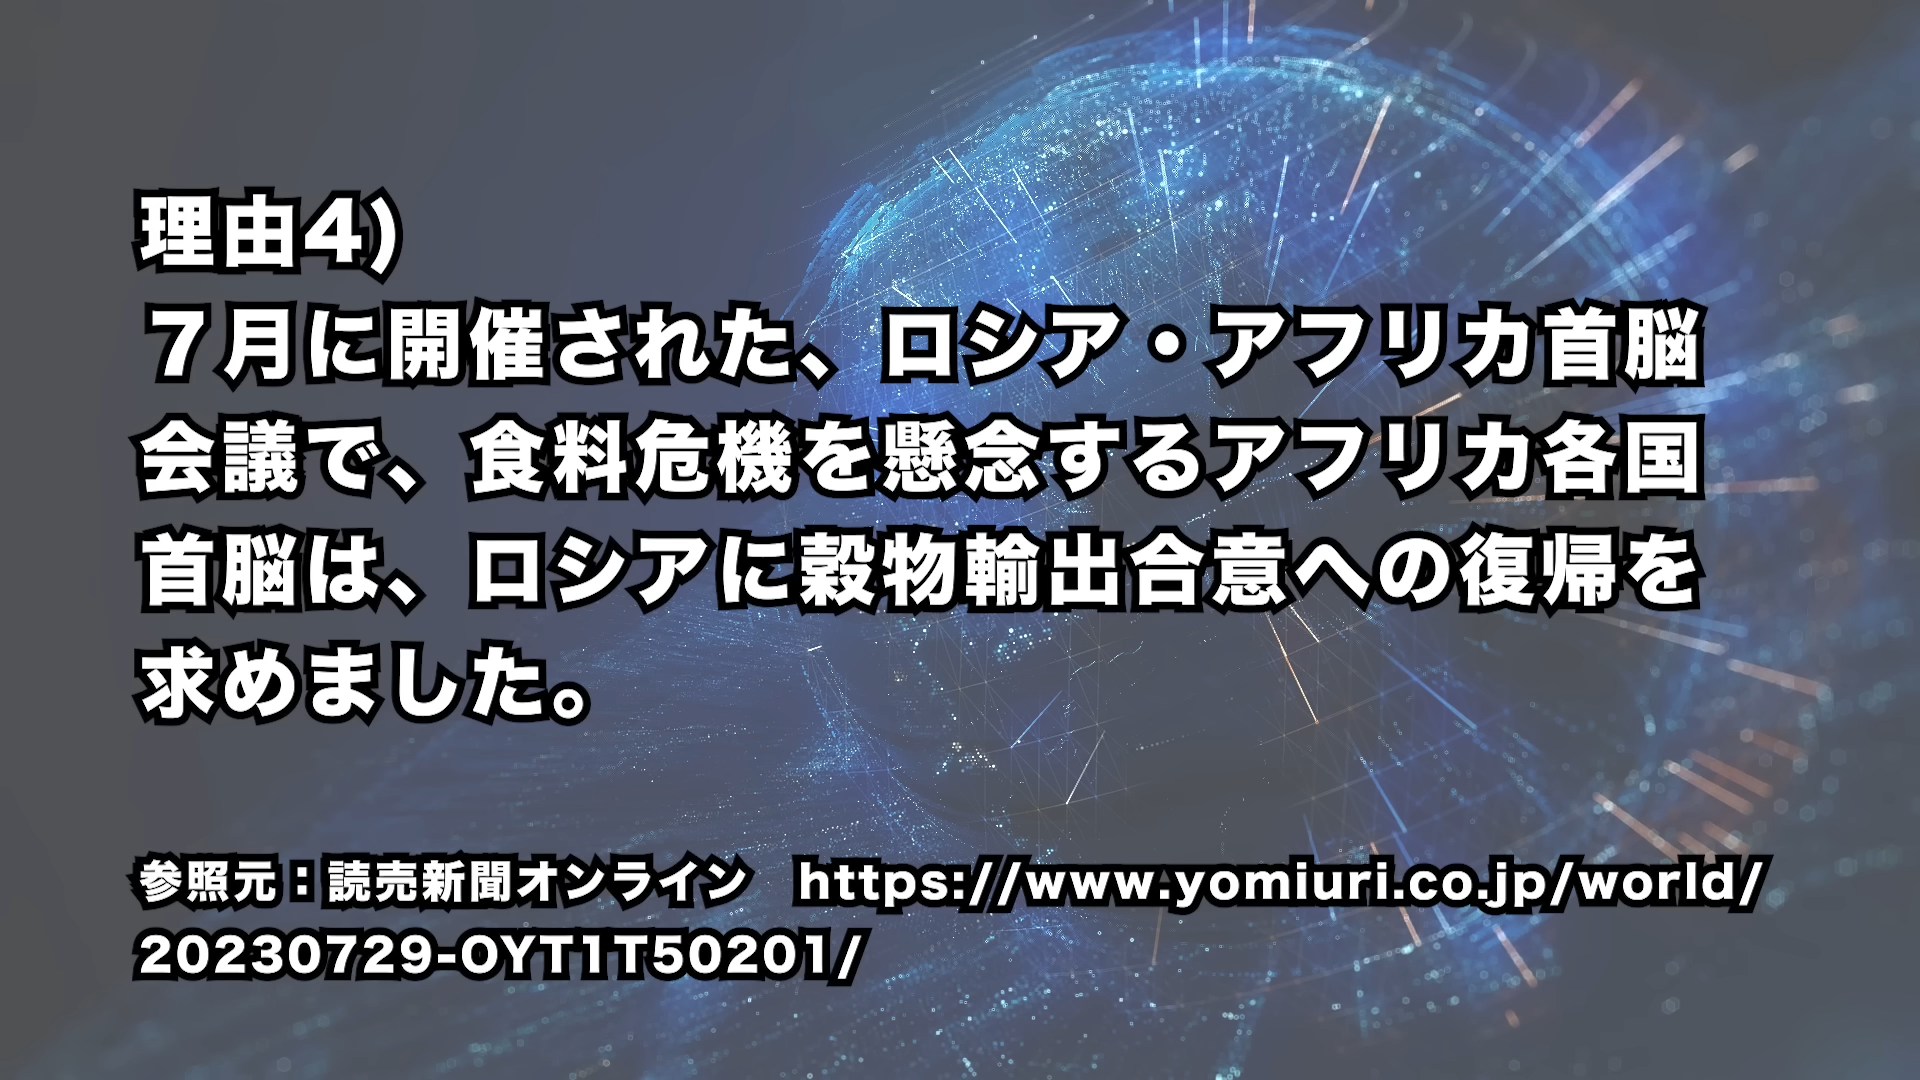 理由4)
７月に開催された、ロシア・アフリカ首脳
会議で、食料危機を懸念するアフリカ各国
首脳は、ロシアに穀物輸出合意への復帰を
求めました。
参照元：読売新聞オンライン　https://www.yomiuri.co.jp/world/
20230729-OYT1T50201/